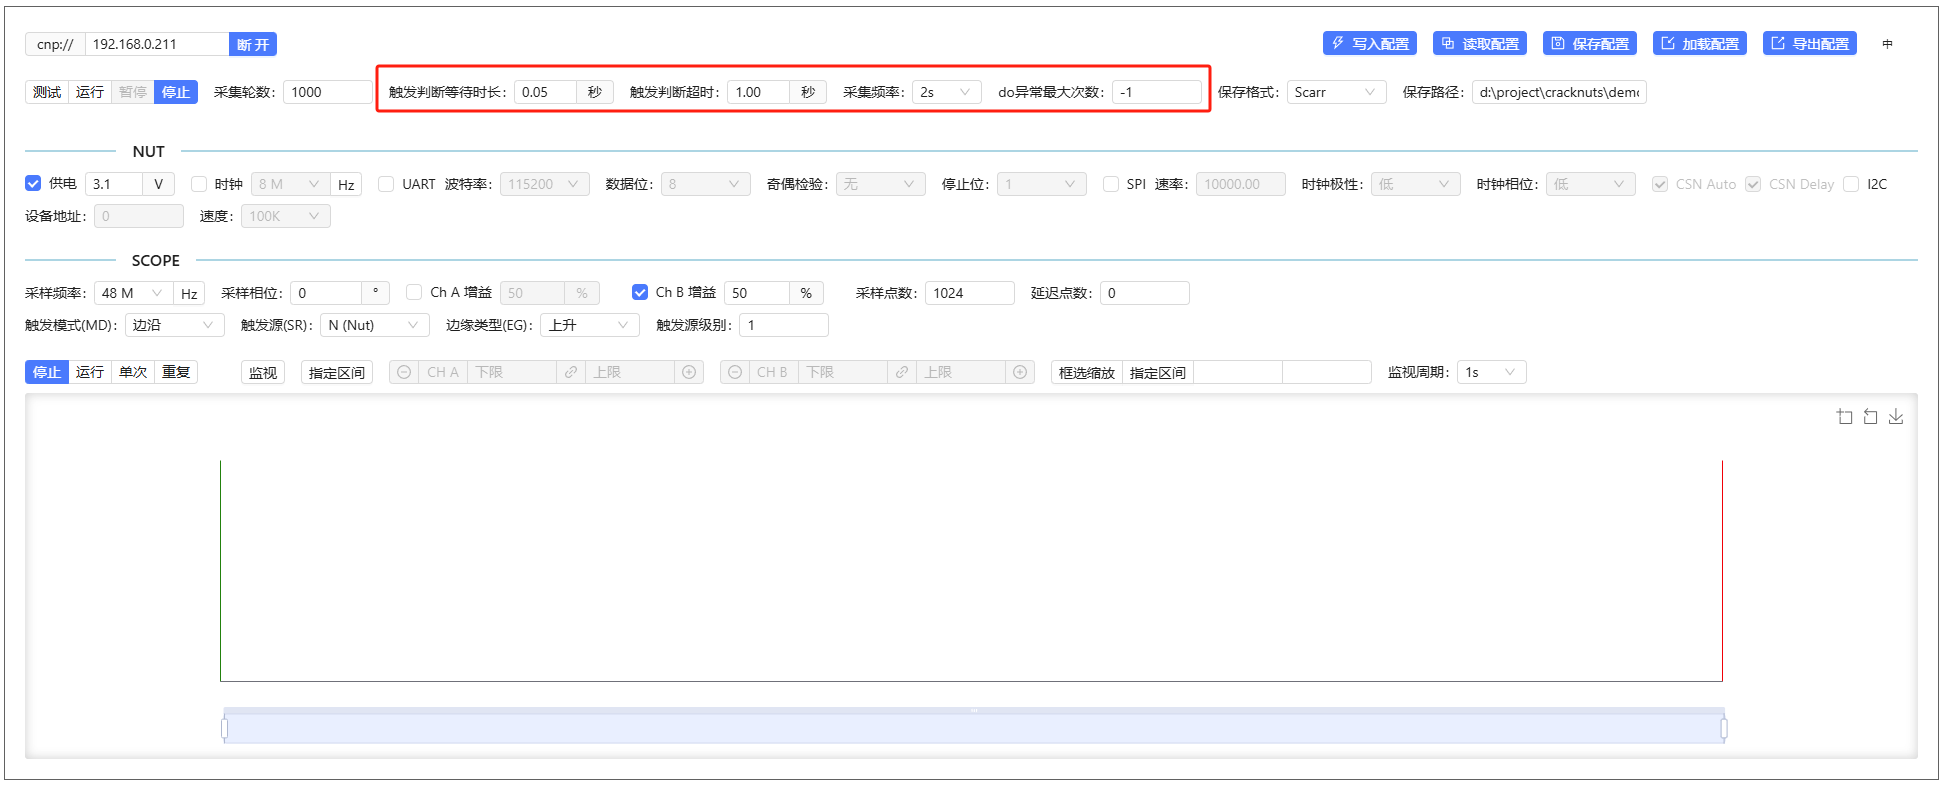 cnp:// 192.168.0.211 断 开 写入配置 读取配置 保存配置 加载配置 导出配置 中
测试 运行 暂停 停止 采集轮数: 1000 触发判断等待时长: 0.05 秒 触发判断超时: 1.00 秒 采集频率: 2s do异常最大次数: -1 保存格式: Scarr 保存路径: d:\project\cracknuts\demo
NUT
供电 3.1 V 时钟 8 M Hz UART 波特率: 115200 数据位: 8 奇偶检验: 无 停止位: 1 SPI 速率: 10000.00 时钟极性: 低 时钟相位: 低 CSN Auto CSN Delay I2C
设备地址: 0 速度: 100K
SCOPE
采样频率: 48 M Hz 采样相位: 0 ° Ch A 增益 50 % Ch B 增益 50 % 采样点数: 1024 延迟点数: 0
触发模式(MD): 边沿 触发源(SR): N (Nut) 边缘类型(EG): 上升 触发源级别: 1
停止 运行 单次 重复 监视 指定区间 CH A 下限 上限 CH B 下限 上限 框选缩放 指定区间 监视周期: 1s